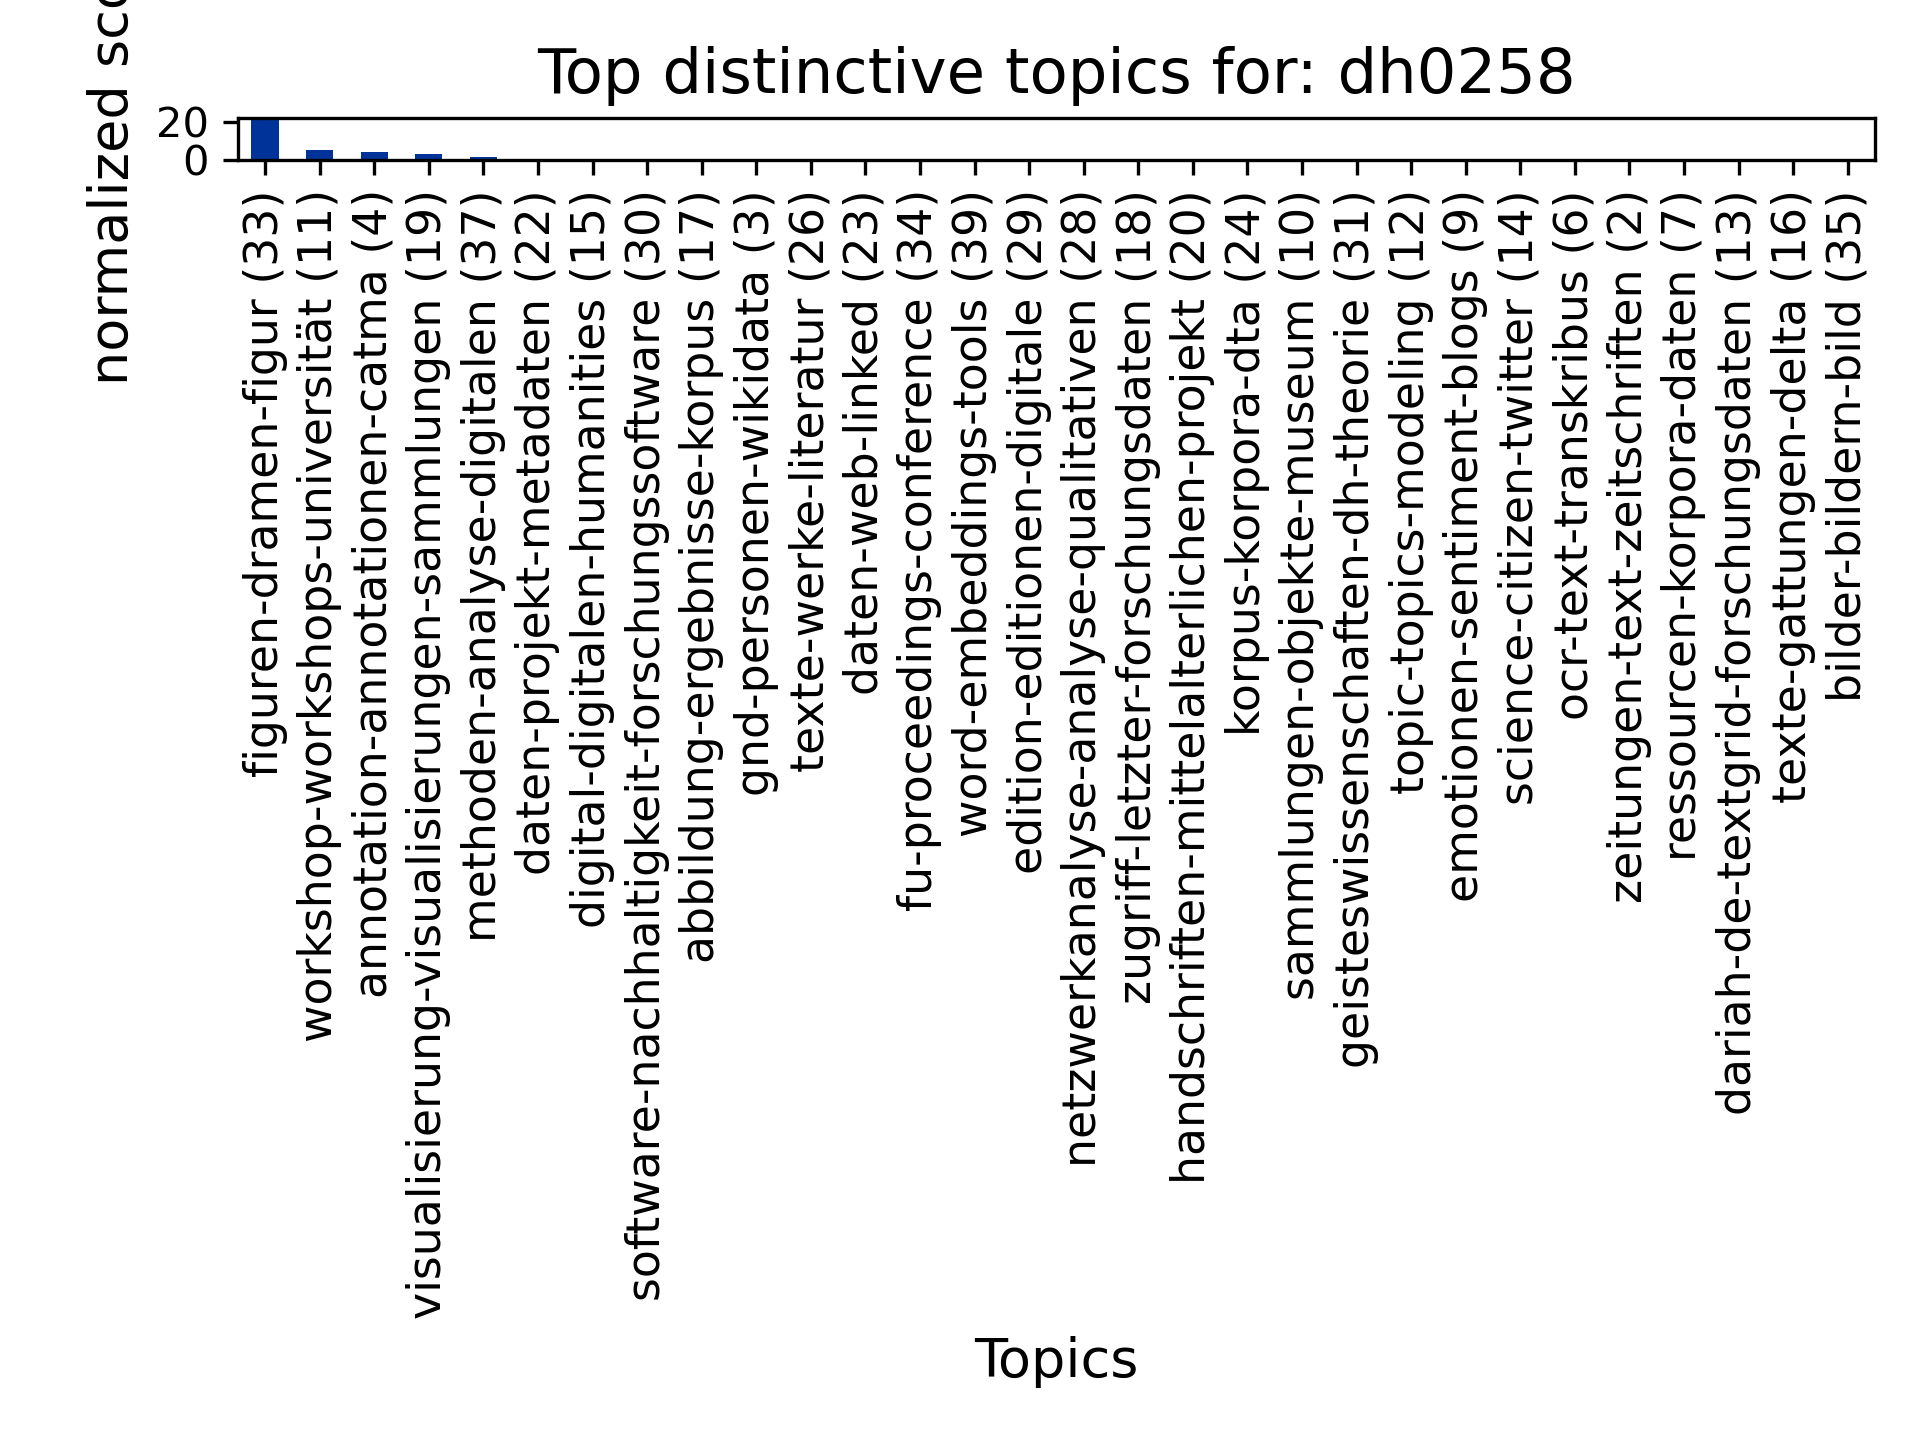 Top distinctive topics for: dh0258
normalized sco
20
0
figuren-dramen-figur (33)
workshop-workshops-universität (11)
annotation-annotationen-catma (4)
visualisierung-visualisierungen-sammlungen (19)
methoden-analyse-digitalen (37)
daten-projekt-metadaten (22)
digital-digitalen-humanities (15)
software-nachhaltigkeit-forschungssoftware (30)
abbildung-ergebnisse-korpus (17)
gnd-personen-wikidata (3)
texte-werke-literatur (26)
daten-web-linked (23)
fu-proceedings-conference (34)
word-embeddings-tools (39)
edition-editionen-digitale (29)
netzwerkanalyse-analyse-qualitativen (28)
zugriff-letzter-forschungsdaten (18)
handschriften-mittelalterlichen-projekt (20)
korpus-korpora-dta (24)
sammlungen-objekte-museum (10)
geisteswissenschaften-dh-theorie (31)
topic-topics-modeling (12)
emotionen-sentiment-blogs (9)
science-citizen-twitter (14)
ocr-text-transkribus (6)
zeitungen-text-zeitschriften (2)
ressourcen-korpora-daten (7)
dariah-de-textgrid-forschungsdaten (13)
texte-gattungen-delta (16)
bilder-bildern-bild (35)
Topics